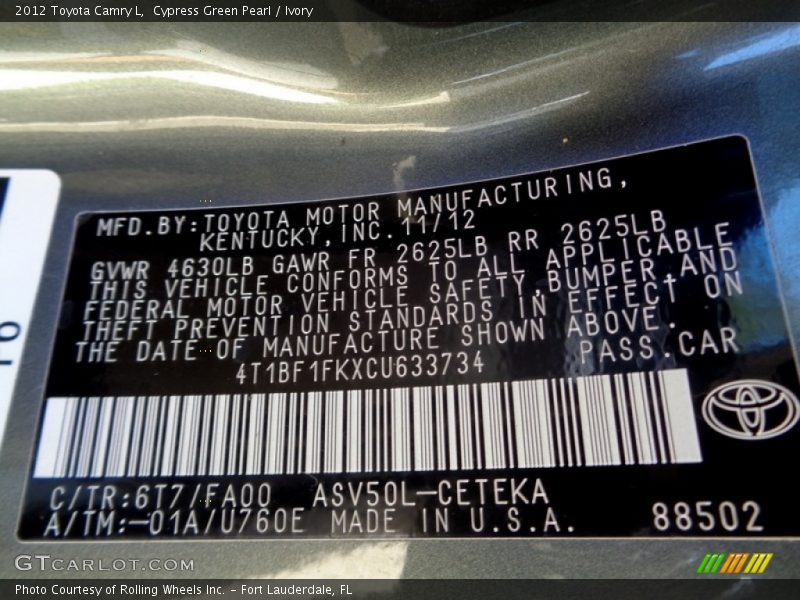 2012 Toyota Camry L, Cypress Green Pearl / Ivory
MFD.BY:TOYOTA MOTOR MANUFACTURING,
KENTUCKY,INC.11/12
GVWR 4630LB GAWR FR 2625LB RR 2625LB
THIS VEHICLE CONFORMS TO ALL APPLICABLE
FEDERAL MOTOR VEHICLE SAFETY,BUMPER,AND
THEFT PREVENTION STANDARDS IN EFFECT ON
THE DATE OF MANUFACTURE SHOWN ABOVE.
4T1BF1FKXCU633734 PASS.CAR
C/TR:6T7/FA00 ASV50L-CETEKA
A/TM:-01A/U760E MADE IN U.S.A. 88502
GTCARLOT.COM
Photo Courtesy of Rolling Wheels Inc. - Fort Lauderdale, FL